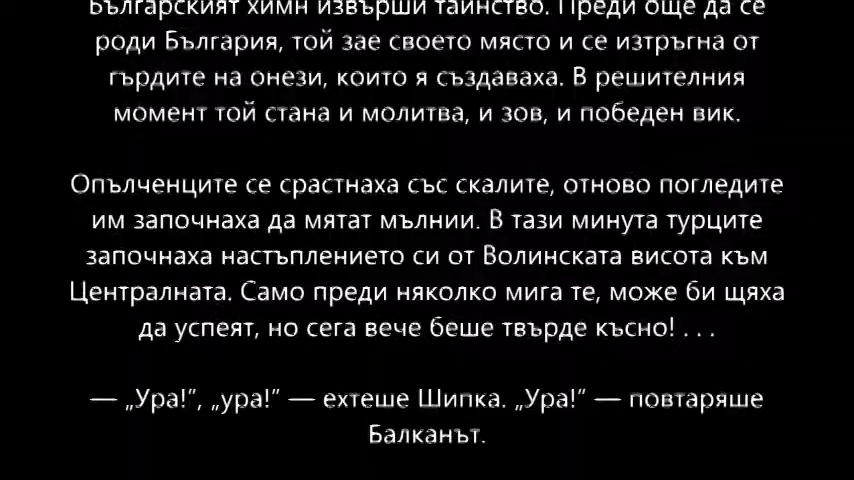 Българският химн извърши тайнство. Преди още да се
роди България, той зае своето място и се изтръгна от
гърдите на онези, които я създаваха. В решителния
момент той стана и молитва, и зов, и победен вик.
Опълченците се срастнаха със скалите, отново погледите
им започнаха да мятат мълнии. В тази минута турците
започнаха настъплението си от Волинската висота към
Централната. Само преди няколко мига те, може би щяха
да успеят, но сега вече беше твърде късно! . . .
— „Ура!”, „ура!” — ехтеше Шипка. „Ура!” — повтаряше
Балканът.